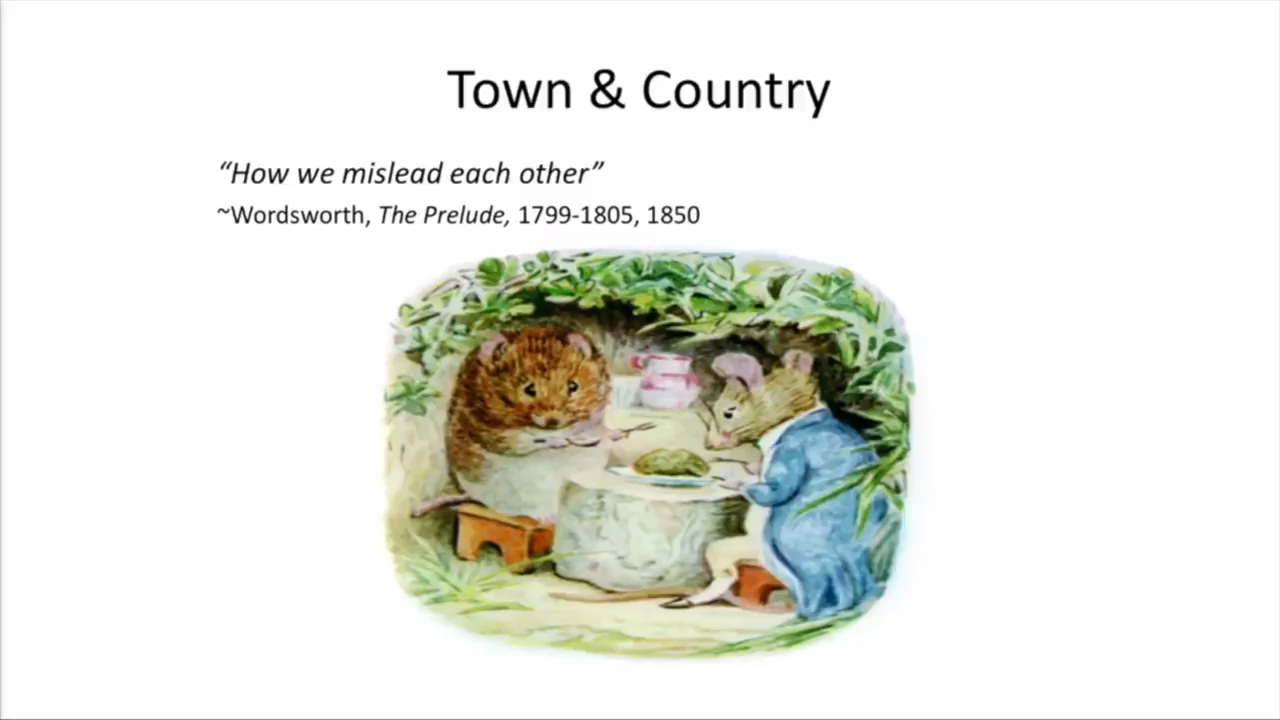 Town & Country
“How we mislead each other”
~Wordsworth, The Prelude, 1799-1805, 1850